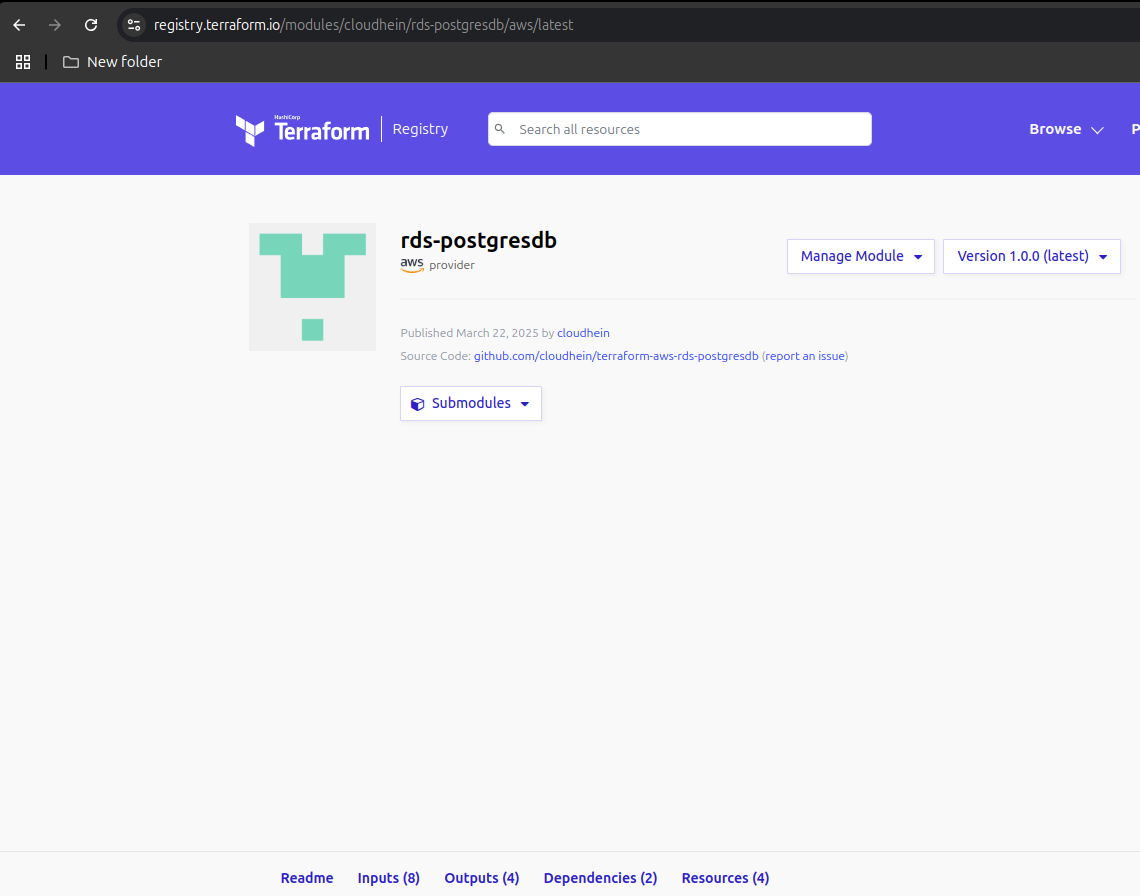 registry.terraform.io/modules/cloudhein/rds-postgresdb/aws/latest
New folder
HashiCorp
Terraform Registry Search all resources Browse P
rds-postgresdb
aws provider
Manage Module Version 1.0.0 (latest)
Published March 22, 2025 by cloudhein
Source Code: github.com/cloudhein/terraform-aws-rds-postgresdb (report an issue)
Submodules
Readme Inputs (8) Outputs (4) Dependencies (2) Resources (4)